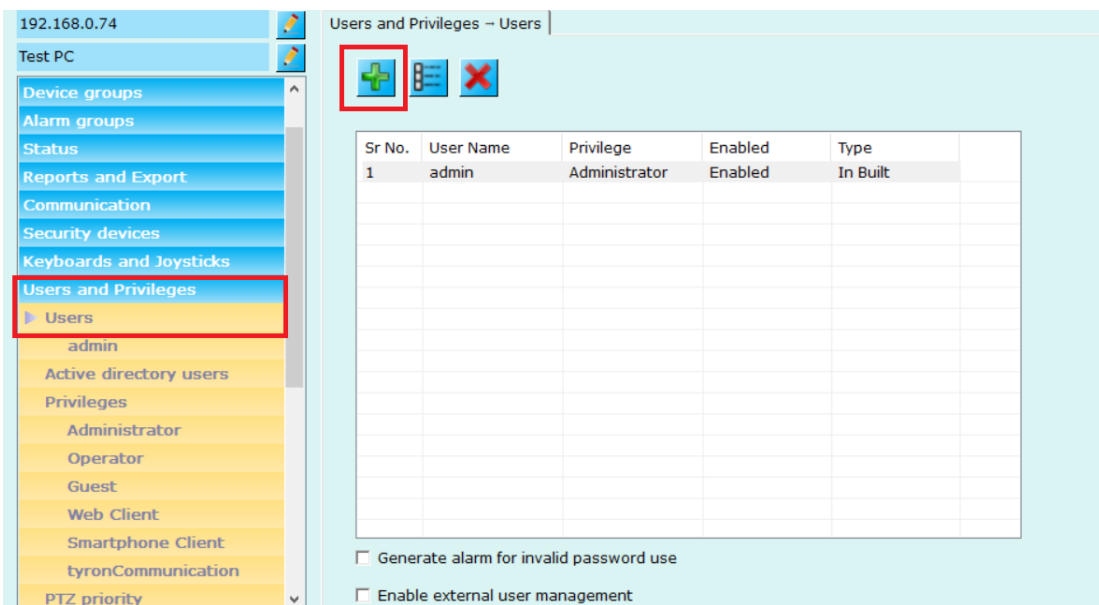 192.168.0.74
Test PC
Device groups
Alarm groups
Status
Reports and Export
Communication
Security devices
Keyboards and Joysticks
Users and Privileges
Users
admin
Active directory users
Privileges
Administrator
Operator
Guest
Web Client
Smartphone Client
tyronCommunication
PTZ priority
Users and Privileges → Users
Sr No. User Name Privilege Enabled Type
1 admin Administrator Enabled In Built
Generate alarm for invalid password use
Enable external user management